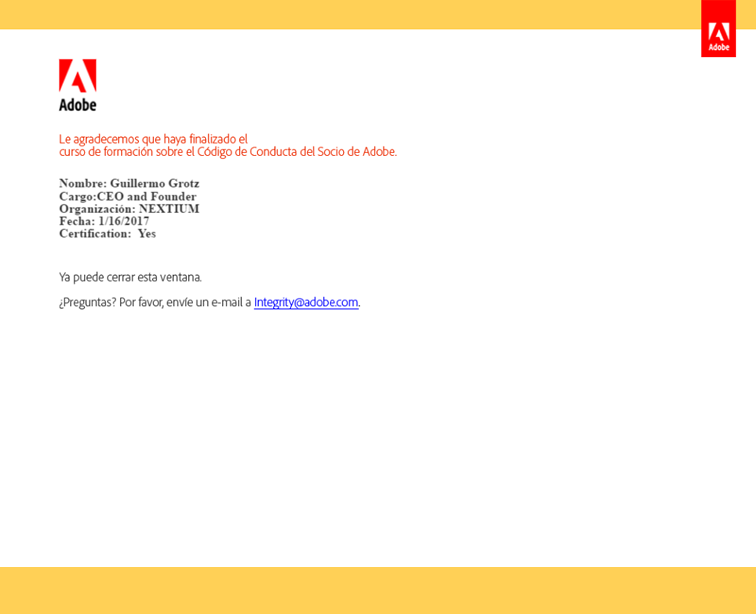 Adobe
Adobe
Le agradecemos que haya finalizado el
curso de formación sobre el Código de Conducta del Socio de Adobe.
Nombre: Guillermo Grotz
Cargo:CEO and Founder
Organización: NEXTIUM
Fecha: 1/16/2017
Certification:  Yes
Ya puede cerrar esta ventana.
¿Preguntas? Por favor, envíe un e-mail a Integrity@adobe.com.